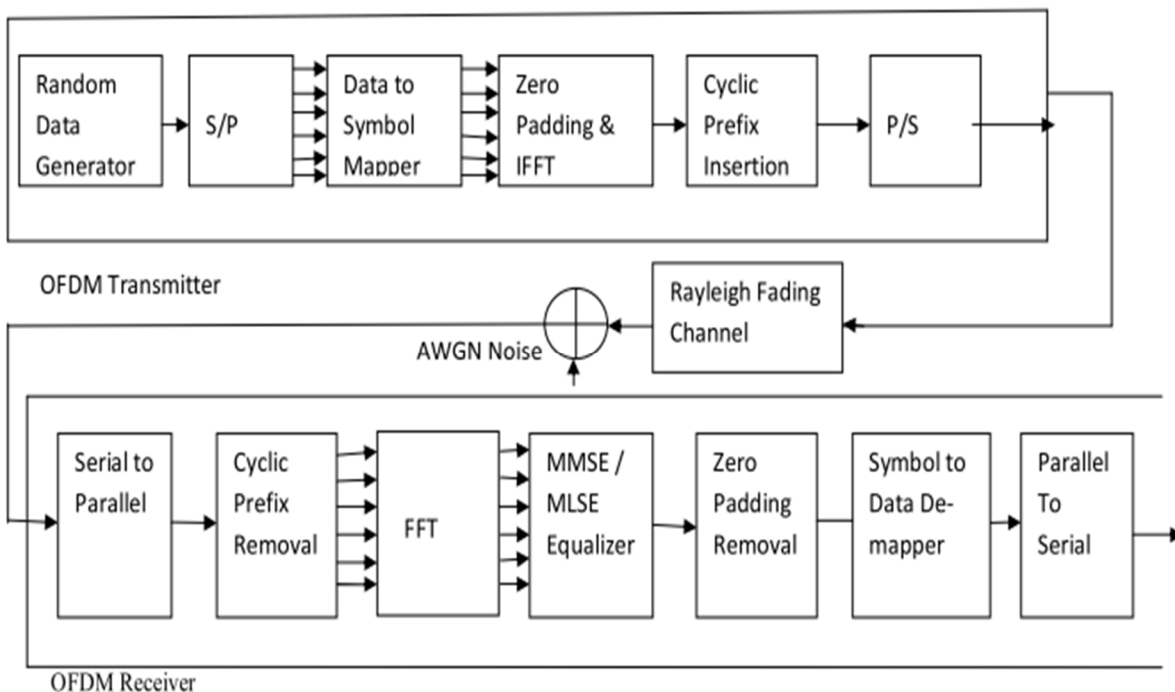 Random
Data
Generator
S/P
Data to
Symbol
Mapper
Zero
Padding &
IFFT
Cyclic
Prefix
Insertion
P/S
OFDM Transmitter
Rayleigh Fading
Channel
AWGN Noise
Serial to
Parallel
Cyclic
Prefix
Removal
FFT
MMSE /
MLSE
Equalizer
Zero
Padding
Removal
Symbol to
Data De-
mapper
Parallel
To
Serial
OFDM Receiver